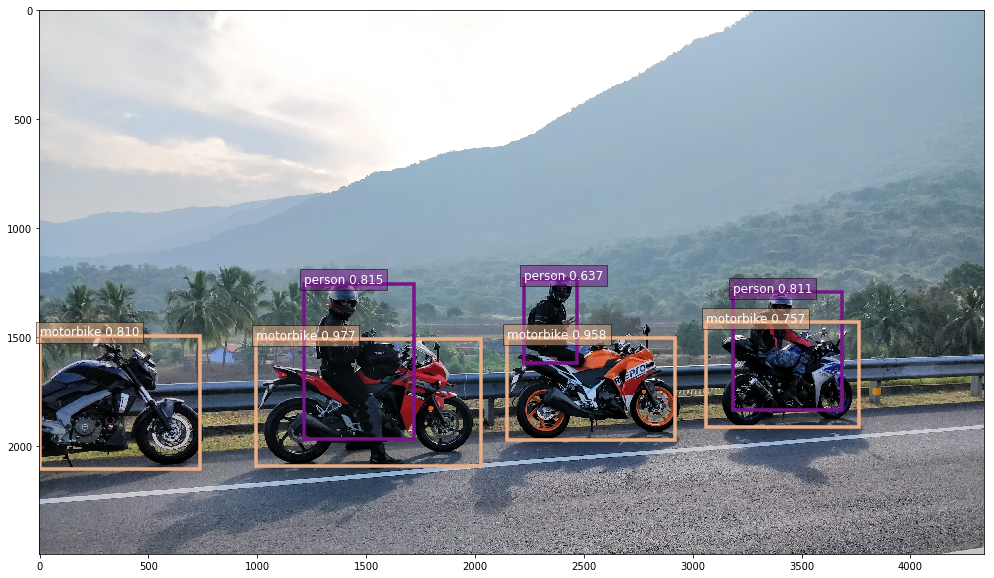 0
500
1000
1500
2000
person 0.815
person 0.637
person 0.811
motorbike 0.810
motorbike 0.977
motorbike 0.958
motorbike 0.757
0
500
1000
1500
2000
2500
3000
3500
4000